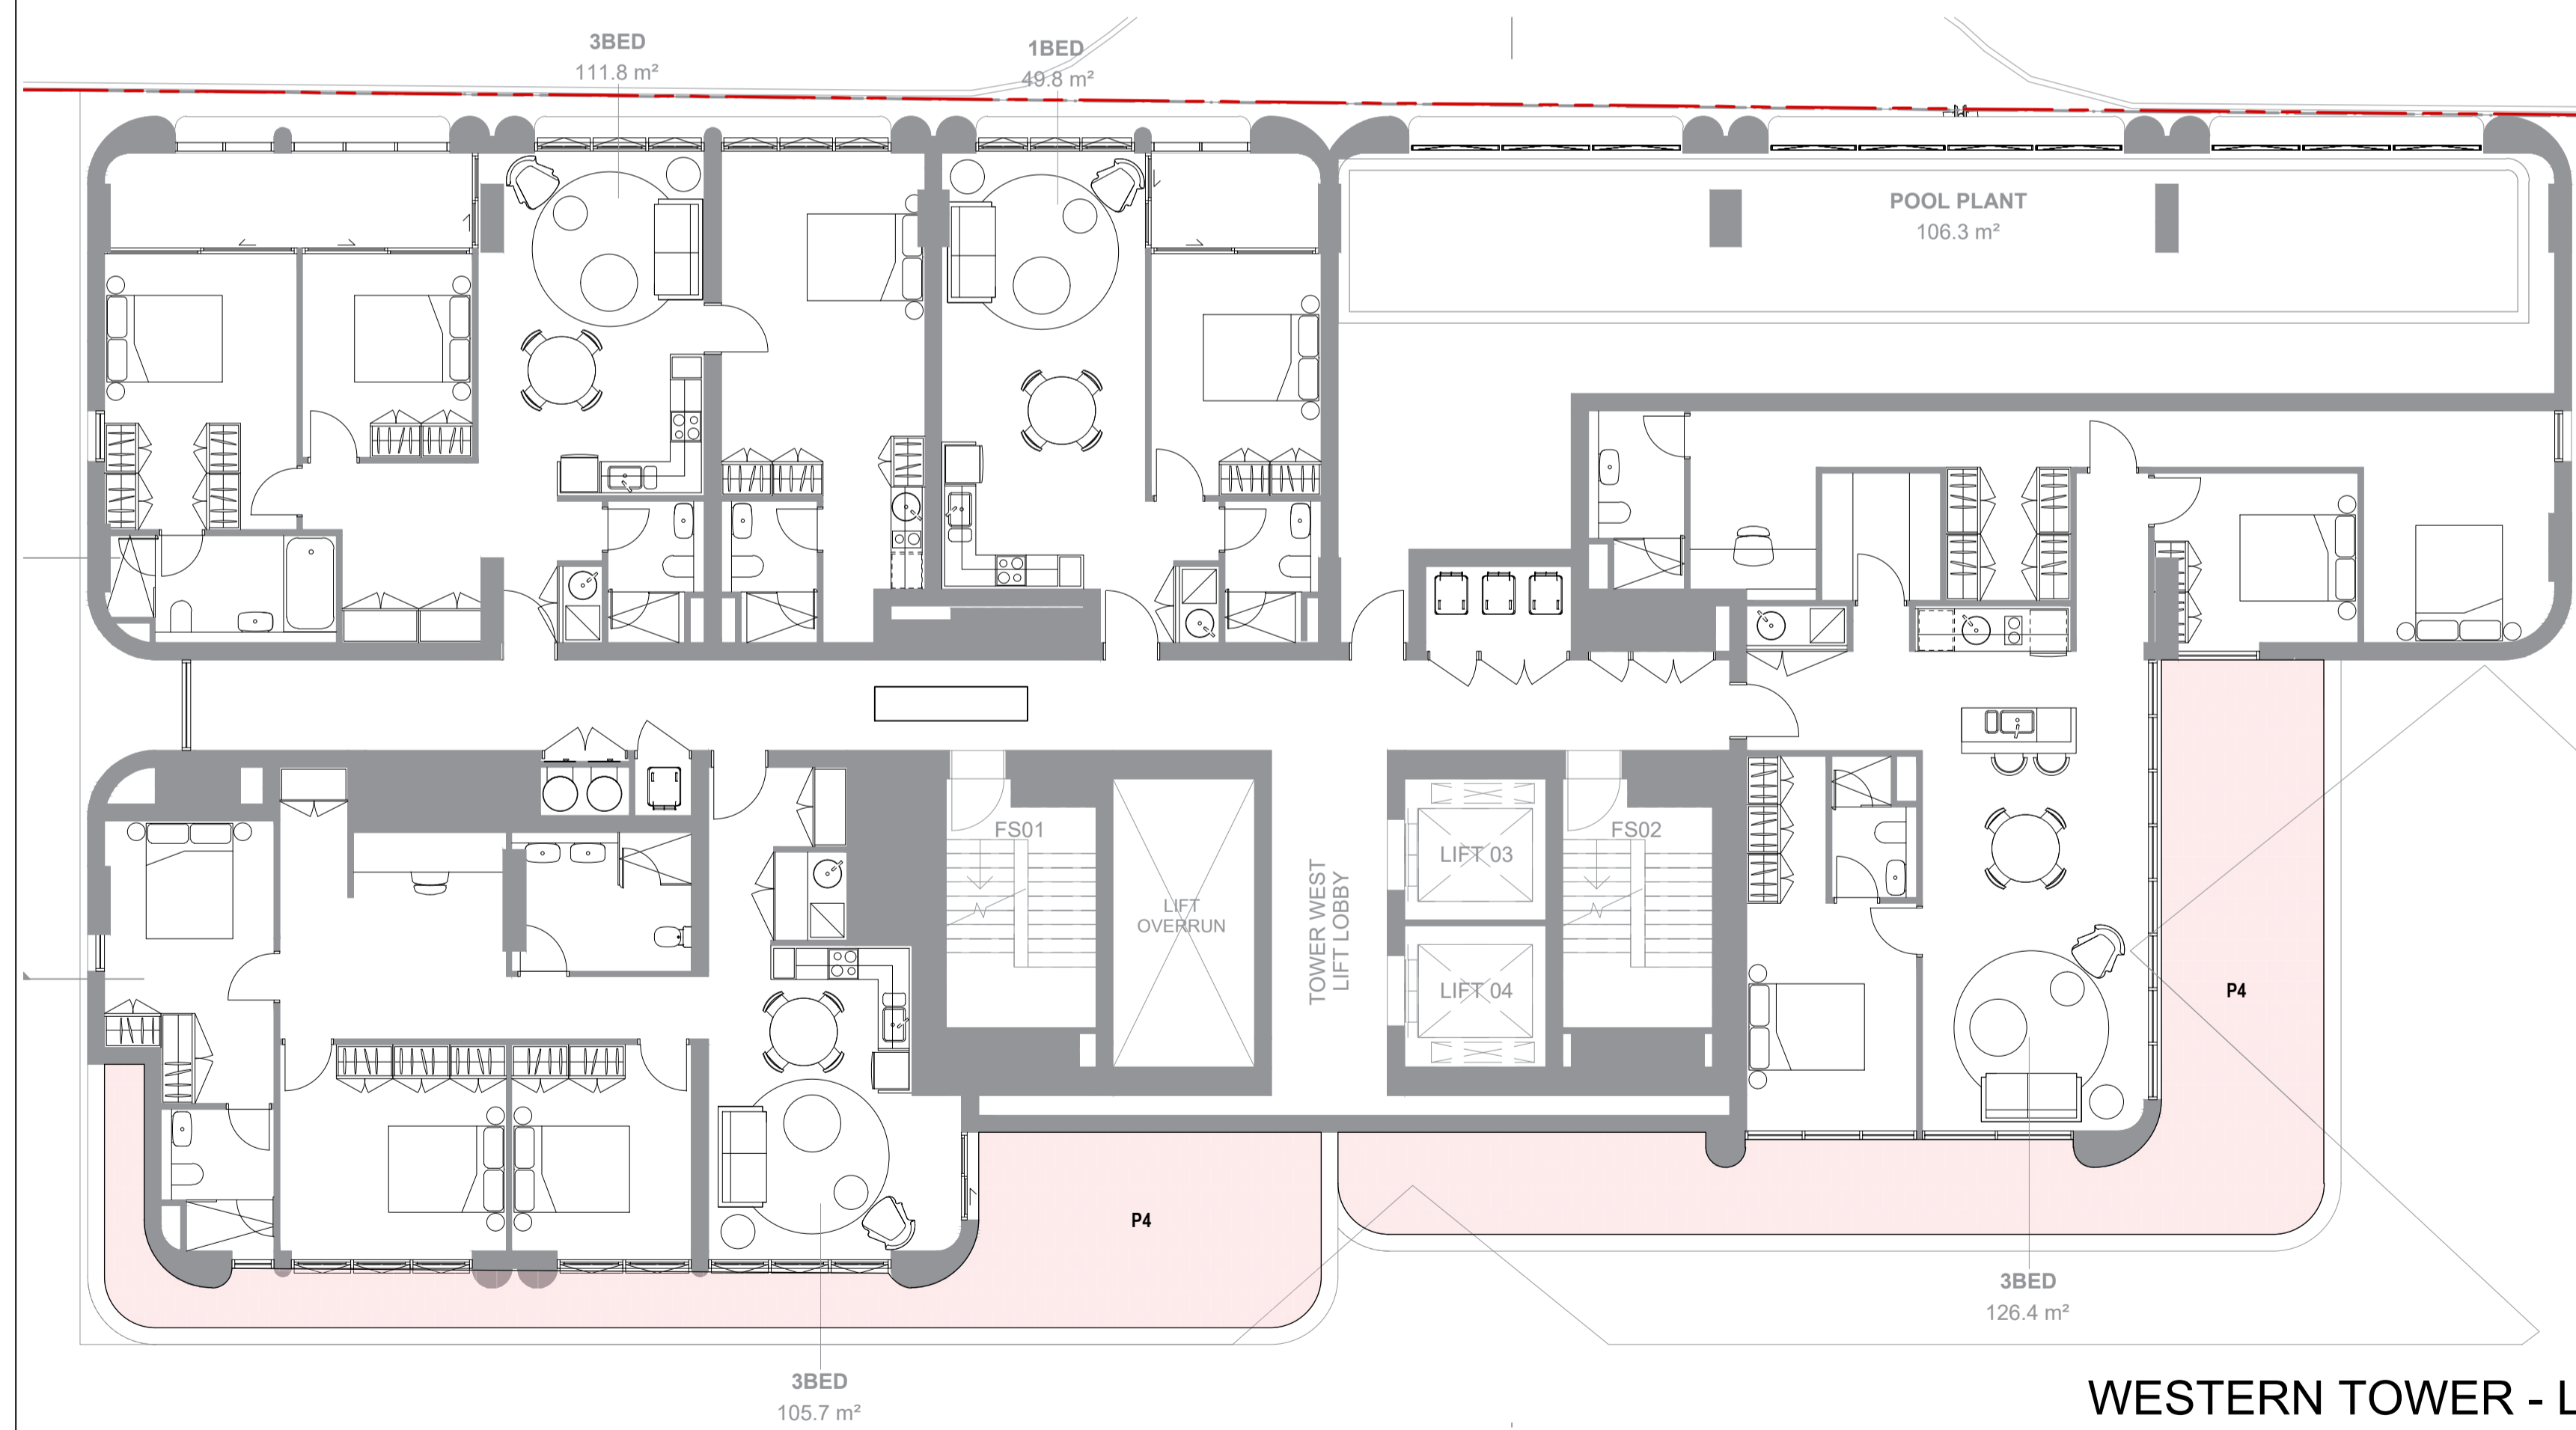 3BED
111.8 m²
1BED
49.8 m²
POOL PLANT
106.3 m²
FS01
LIFT
OVERRUN
TOWER WEST
LIFT LOBBY
LIFT 03
LIFT 04
FS02
P4
P4
3BED
126.4 m²
3BED
105.7 m²
WESTERN TOWER - L